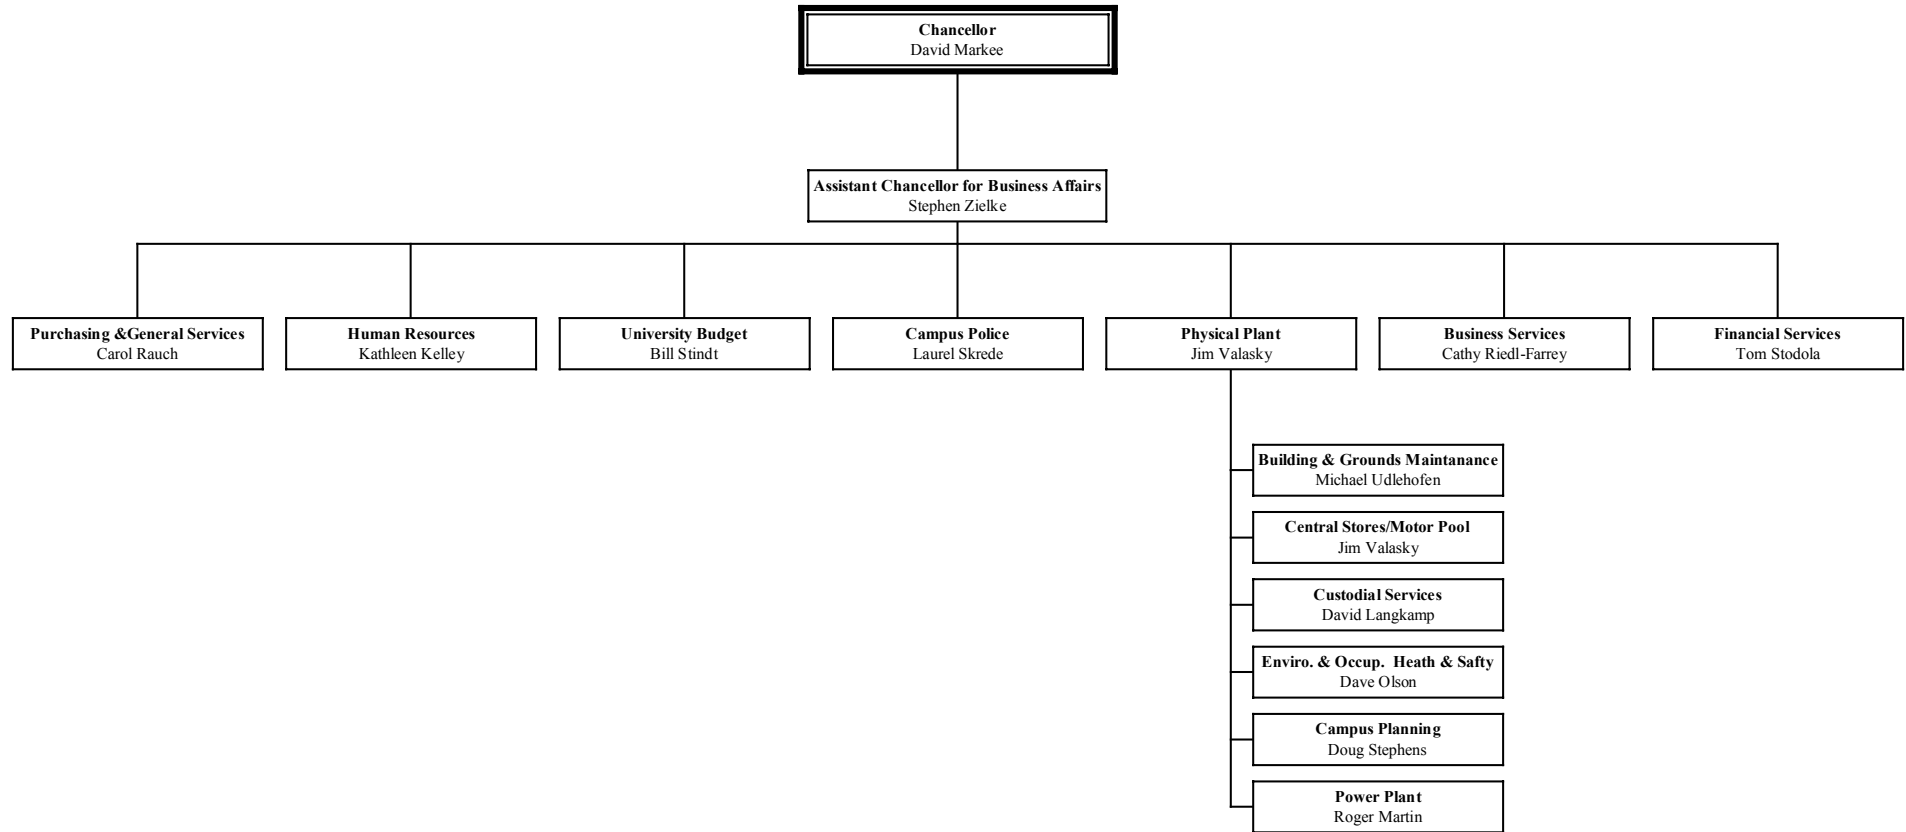 Chancellor
David Markee
Assistant Chancellor for Business Affairs
Stephen Zielke
Purchasing &General Services
Carol Rauch
Human Resources
Kathleen Kelley
University Budget
Bill Stindt
Campus Police
Laurel Skrede
Physical Plant
Jim Valasky
Business Services
Cathy Riedl-Farrey
Financial Services
Tom Stodola
Building & Grounds Maintanance
Michael Udlehofen
Central Stores/Motor Pool
Jim Valasky
Custodial Services
David Langkamp
Enviro. & Occup.  Heath & Safty
Dave Olson
Campus Planning
Doug Stephens
Power Plant
Roger Martin